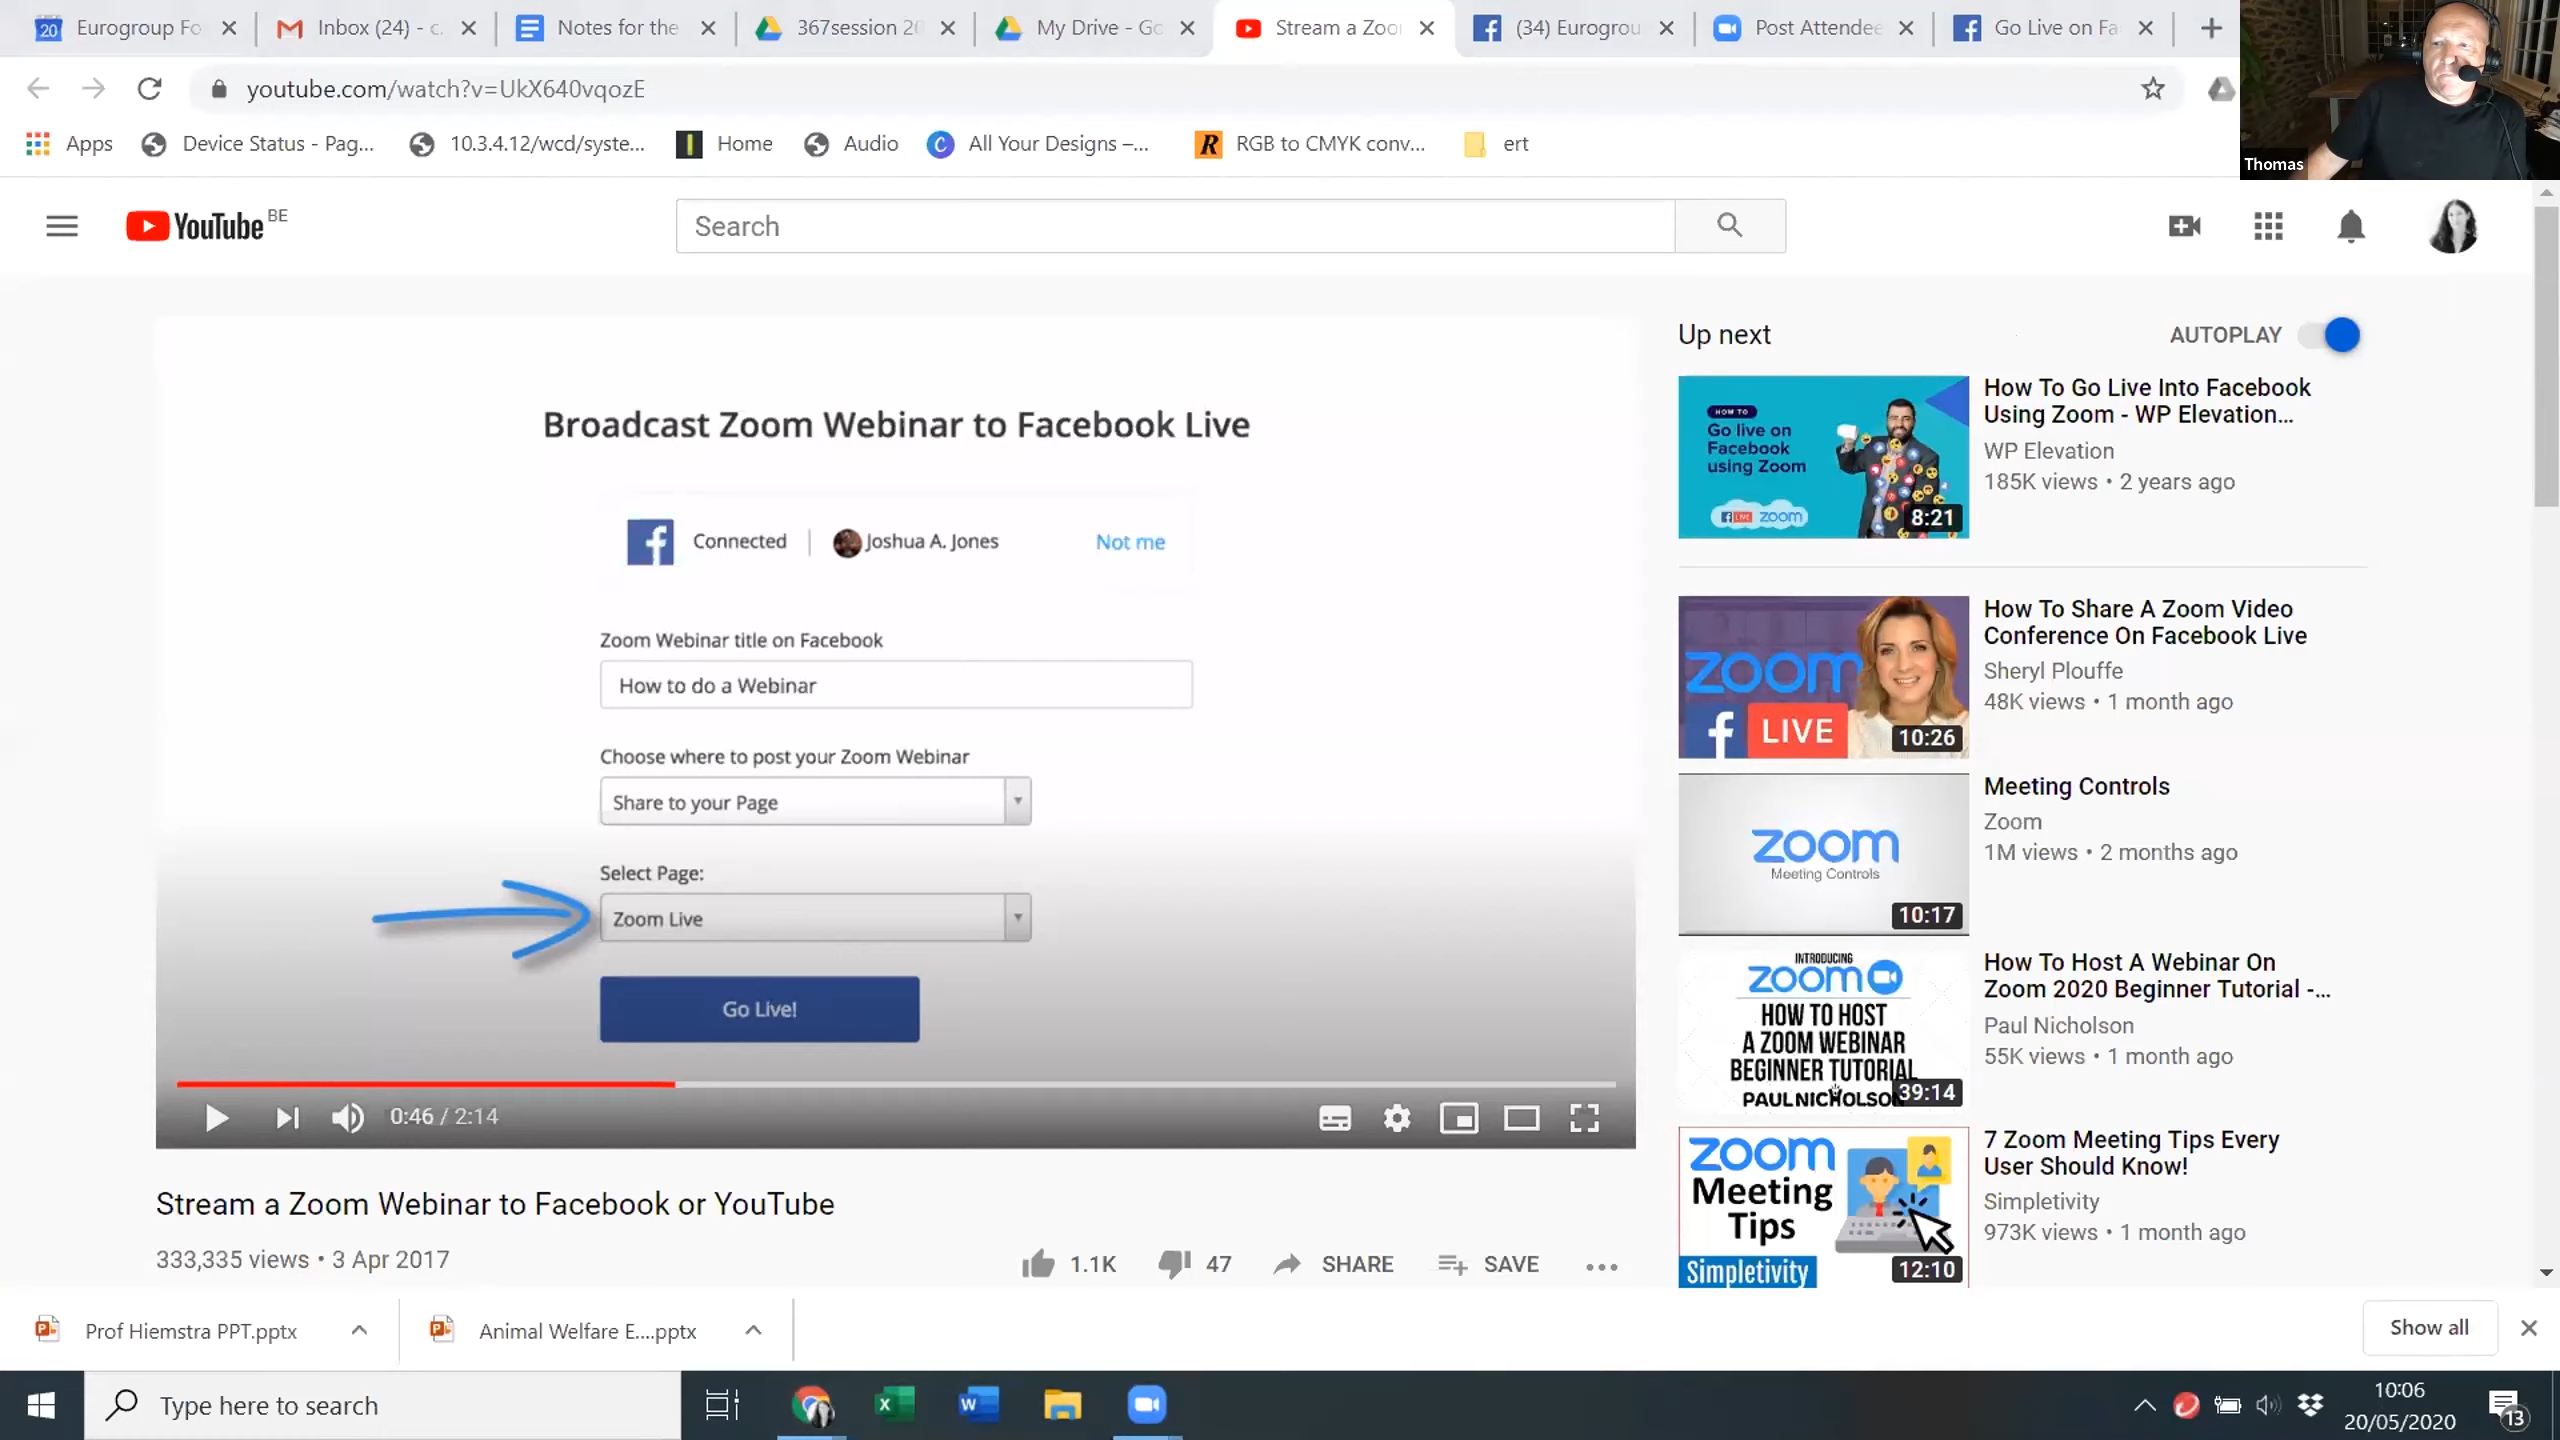 20 Eurogroup Fo
Inbox (24) - c.
Notes for the
367session 20
My Drive - Go
Stream a Zoo
(34) Eurogrou
Post Attendee
Go Live on Fa
youtube.com/watch?v=UkX640vqozE
Apps
Device Status - Pag...
10.3.4.12/wcd/syste...
Home
Audio
All Your Designs –...
RGB to CMYK conv...
ert
Thomas
YouTube BE
Search
Broadcast Zoom Webinar to Facebook Live
Connected
Joshua A. Jones
Not me
Zoom Webinar title on Facebook
How to do a Webinar
Choose where to post your Zoom Webinar
Share to your Page
Select Page:
Zoom Live
Go Live!
0:46 / 2:14
Stream a Zoom Webinar to Facebook or YouTube
333,335 views • 3 Apr 2017
1.1K
47
SHARE
SAVE
Up next
AUTOPLAY
HOW TO
Go live on
Facebook
using Zoom
LIVE zoom
8:21
How To Go Live Into Facebook
Using Zoom - WP Elevation...
WP Elevation
185K views • 2 years ago
zoom
LIVE
10:26
How To Share A Zoom Video
Conference On Facebook Live
Sheryl Plouffe
48K views • 1 month ago
zoom
Meeting Controls
10:17
Meeting Controls
Zoom
1M views • 2 months ago
INTRODUCING
zoom
HOW TO HOST
A ZOOM WEBINAR
BEGINNER TUTORIAL
PAUL NICHOLSON
39:14
How To Host A Webinar On
Zoom 2020 Beginner Tutorial -...
Paul Nicholson
55K views • 1 month ago
zoom
Meeting
Tips
Simpletivity
12:10
7 Zoom Meeting Tips Every
User Should Know!
Simpletivity
973K views • 1 month ago
Prof Hiemstra PPT.pptx
Animal Welfare E....pptx
Show all
Type here to search
10:06
20/05/2020
13